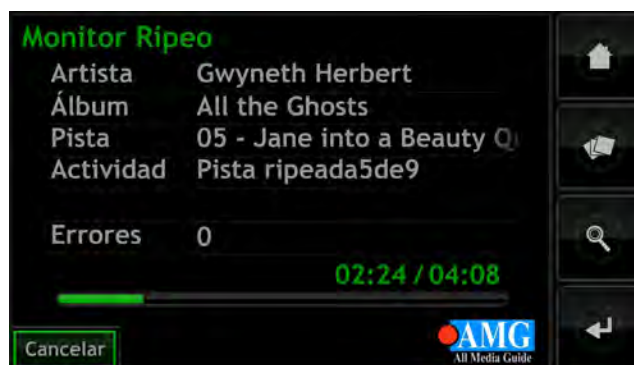 Monitor Ripeo
Artista Gwyneth Herbert
Álbum All the Ghosts
Pista 05 - Jane into a Beauty
Actividad Pista ripeada5de9
Errores 0
02:24 / 04:08
Cancelar
AMG
All Media Guide